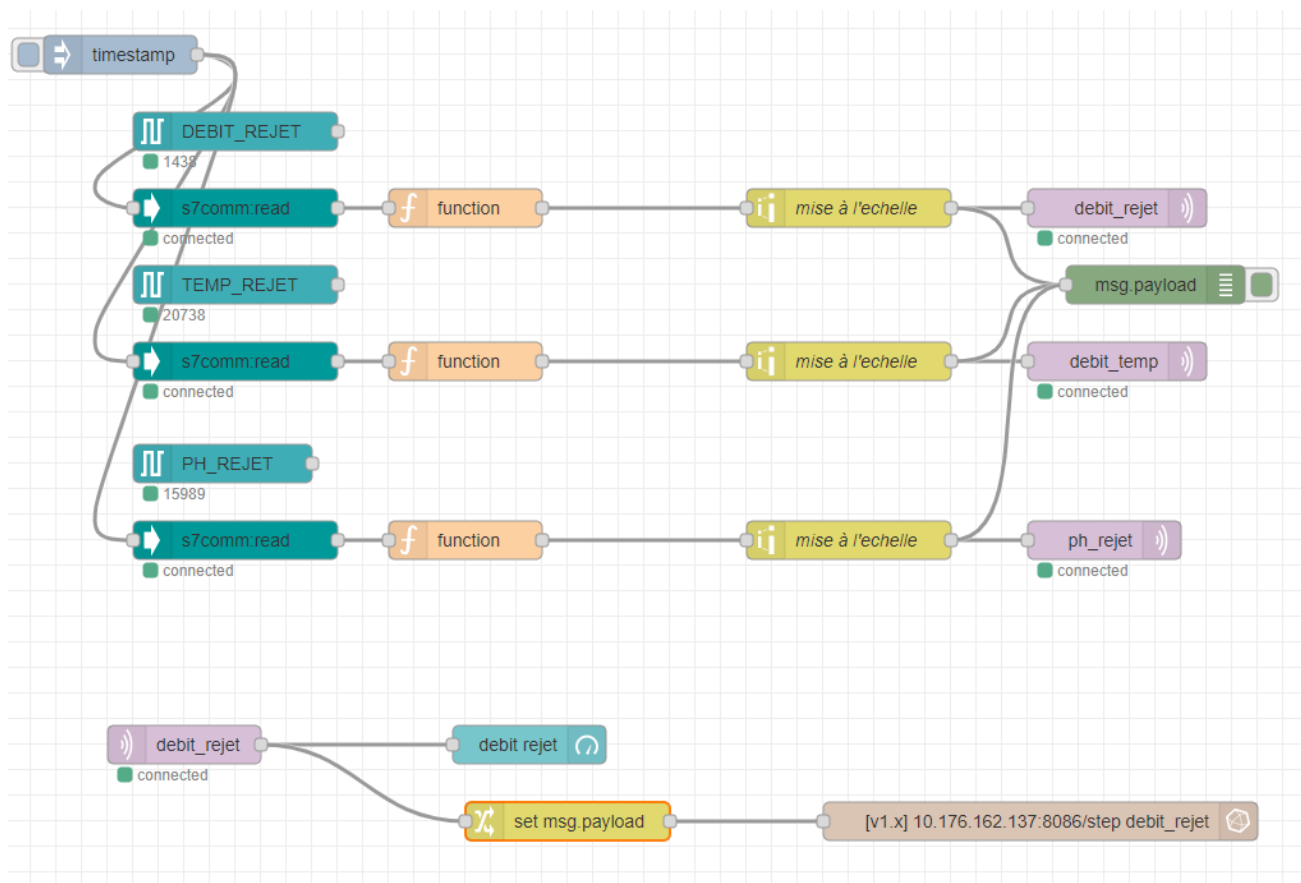 timestamp
DEBIT_REJET
1438
s7comm:read
function
mise à l'echelle
debit_rejet
connected
connected
TEMP_REJET
msg.payload
20738
s7comm:read
function
mise à l'echelle
debit_temp
connected
connected
PH_REJET
15989
s7comm:read
function
mise à l'echelle
ph_rejet
connected
connected
debit_rejet
debit rejet
connected
set msg.payload
[v1.x] 10.176.162.137:8086/step debit_rejet